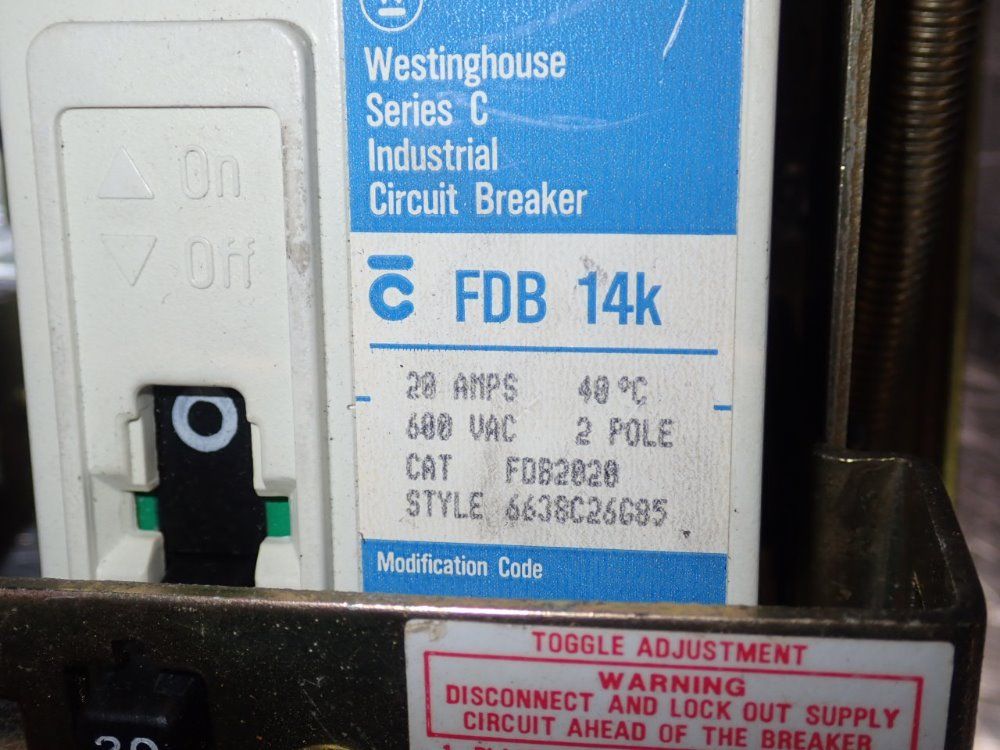 Westinghouse
Series C
Industrial
Circuit Breaker
On
Off
C FDB 14k
20 AMPS 40 °C
600 VAC 2 POLE
CAT FDB2020
STYLE 6638C26G85
Modification Code
TOGGLE ADJUSTMENT
WARNING
DISCONNECT AND LOCK OUT SUPPLY
CIRCUIT AHEAD OF THE BREAKER